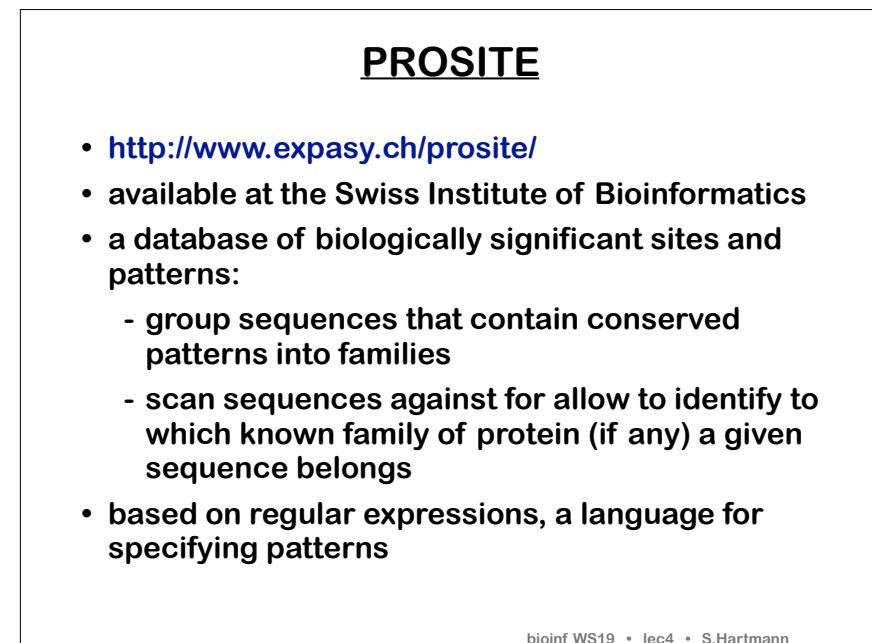 PROSITE
• http://www.expasy.ch/prosite/
• available at the Swiss Institute of Bioinformatics
• a database of biologically significant sites and
patterns:
- group sequences that contain conserved
patterns into families
- scan sequences against for allow to identify to
which known family of protein (if any) a given
sequence belongs
• based on regular expressions, a language for
specifying patterns
bioinf WS19 • lec4 • S.Hartmann